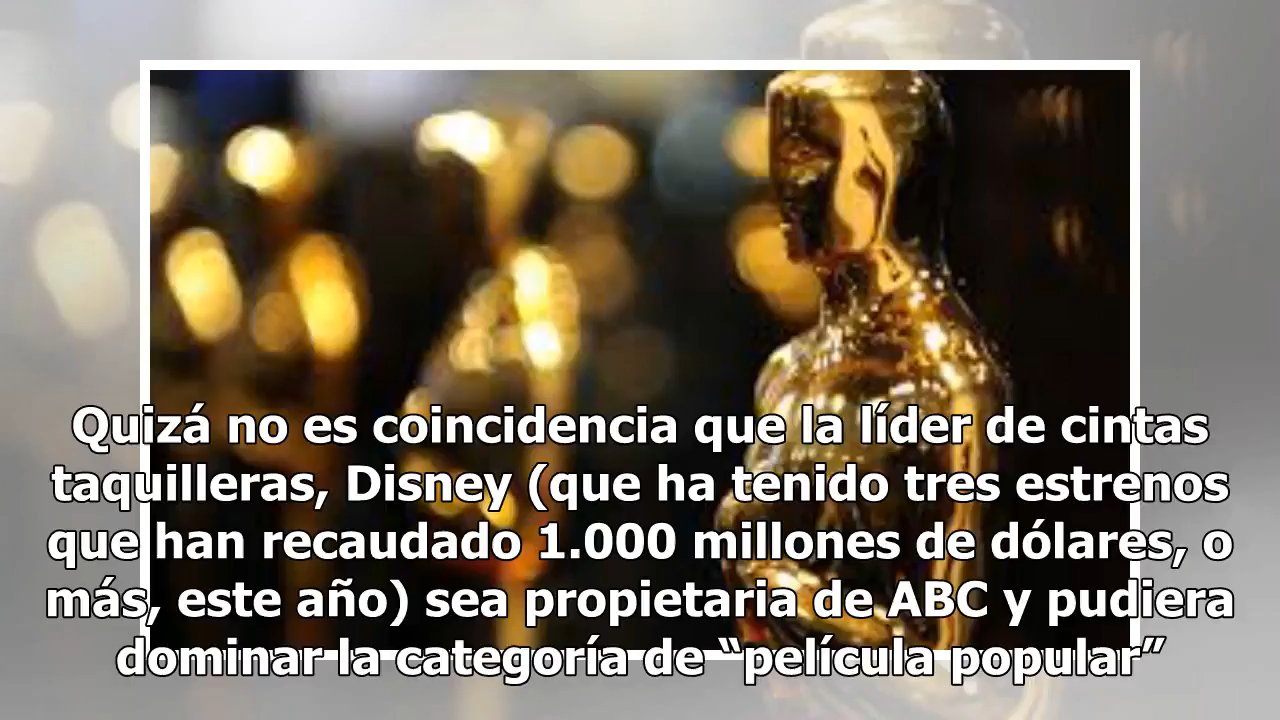 Quizá no es coincidencia que la líder de cintas
taquilleras, Disney (que ha tenido tres estrenos
que han recaudado 1.000 millones de dólares, o
más, este año) sea propietaria de ABC y pudiera
dominar la categoría de “película popular”